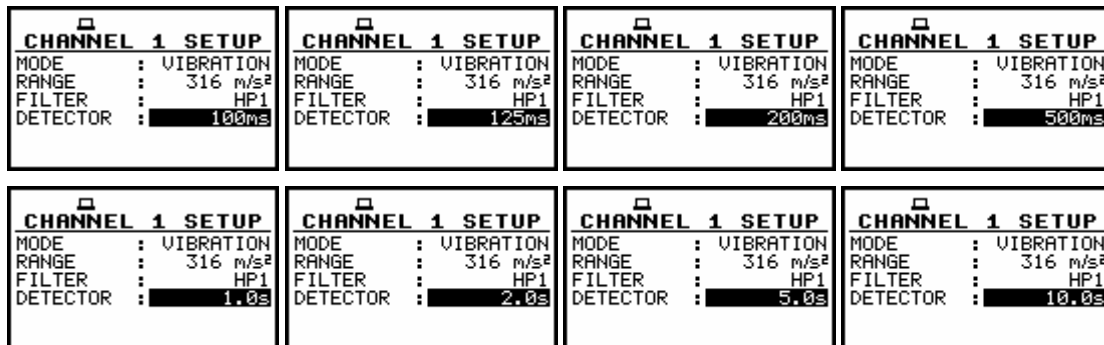 CHANNEL 1 SETUP
MODE : VIBRATION
RANGE : 316 m/s²
FILTER : HP1
DETECTOR : 100ms
CHANNEL 1 SETUP
MODE : VIBRATION
RANGE : 316 m/s²
FILTER : HP1
DETECTOR : 125ms
CHANNEL 1 SETUP
MODE : VIBRATION
RANGE : 316 m/s²
FILTER : HP1
DETECTOR : 200ms
CHANNEL 1 SETUP
MODE : VIBRATION
RANGE : 316 m/s²
FILTER : HP1
DETECTOR : 500ms
CHANNEL 1 SETUP
MODE : VIBRATION
RANGE : 316 m/s²
FILTER : HP1
DETECTOR : 1.0s
CHANNEL 1 SETUP
MODE : VIBRATION
RANGE : 316 m/s²
FILTER : HP1
DETECTOR : 2.0s
CHANNEL 1 SETUP
MODE : VIBRATION
RANGE : 316 m/s²
FILTER : HP1
DETECTOR : 5.0s
CHANNEL 1 SETUP
MODE : VIBRATION
RANGE : 316 m/s²
FILTER : HP1
DETECTOR : 10.0s